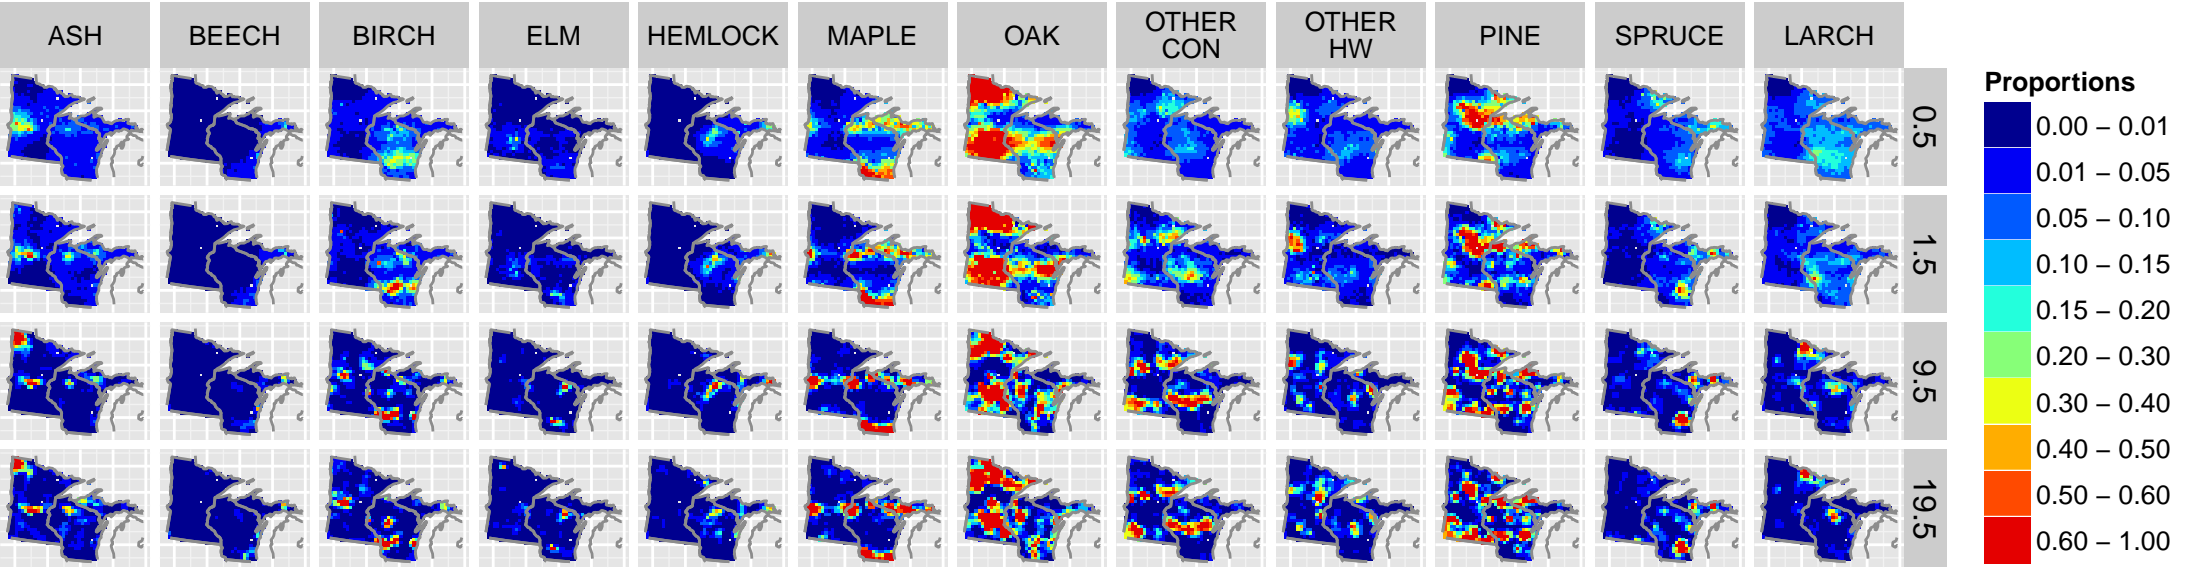 ASH
BEECH
BIRCH
ELM
HEMLOCK
MAPLE
OAK
OTHER
CON
OTHER
HW
PINE
SPRUCE
LARCH
0.5
1.5
9.5
19.5
Proportions
0.00 – 0.01
0.01 – 0.05
0.05 – 0.10
0.10 – 0.15
0.15 – 0.20
0.20 – 0.30
0.30 – 0.40
0.40 – 0.50
0.50 – 0.60
0.60 – 1.00